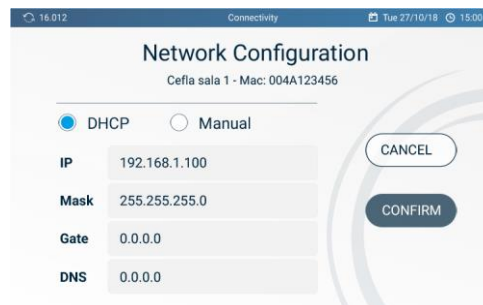 16.012 Connectivity Tue 27/10/18 15:00
Network Configuration
Cefla sala 1 - Mac: 004A123456
DHCP Manual
IP 192.168.1.100
Mask 255.255.255.0
Gate 0.0.0.0
DNS 0.0.0.0
CANCEL
CONFIRM